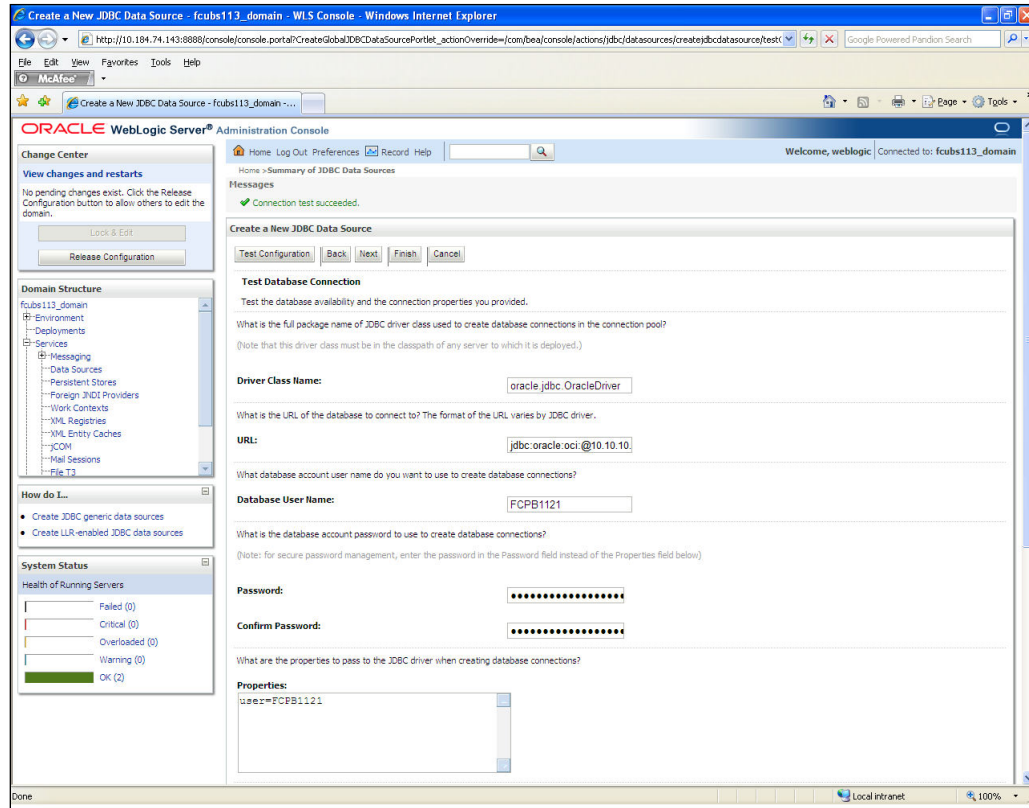 Create a New JDBC Data Source - fcubs113_domain - WLS Console - Windows Internet Explorer
http://10.184.74.143:8888/console/console.portal?CreateGlobalJDBCDataSourcePortlet_actionOverride=/com/bea/console/actions/jdbc/datasources/createjdbcdatasource/test(
Google Powered Pandion Search
File Edit View Favorites Tools Help
McAfee
Create a New JDBC Data Source - fcubs113_domain -...
Page Tools
ORACLE WebLogic Server® Administration Console
Change Center
View changes and restarts
No pending changes exist. Click the Release
Configuration button to allow others to edit the
domain.
Lock & Edit
Release Configuration
Domain Structure
fcubs113_domain
Environment
Deployments
Services
Messaging
Data Sources
Persistent Stores
Foreign JNDI Providers
Work Contexts
XML Registries
XML Entity Caches
jCOM
Mail Sessions
File T3
How do I...
Create JDBC generic data sources
Create LLR-enabled JDBC data sources
System Status
Health of Running Servers
Failed (0)
Critical (0)
Overloaded (0)
Warning (0)
OK (2)
Home Log Out Preferences Record Help
Welcome, weblogic Connected to: fcubs113_domain
Home >Summary of JDBC Data Sources
Messages
Connection test succeeded.
Create a New JDBC Data Source
Test Configuration Back Next Finish Cancel
Test Database Connection
Test the database availability and the connection properties you provided.
What is the full package name of JDBC driver class used to create database connections in the connection pool?
(Note that this driver class must be in the classpath of any server to which it is deployed.)
Driver Class Name: oracle.jdbc.OracleDriver
What is the URL of the database to connect to? The format of the URL varies by JDBC driver.
URL: jdbc:oracle:oci:@10.10.10.
What database account user name do you want to use to create database connections?
Database User Name: FCPB1121
What is the database account password to use to create database connections?
(Note: for secure password management, enter the password in the Password field instead of the Properties field below)
Password: ••••••••••••••••••
Confirm Password: ••••••••••••••••••
What are the properties to pass to the JDBC driver when creating database connections?
Properties:
user=FCPB1121
Done
Local intranet
100%